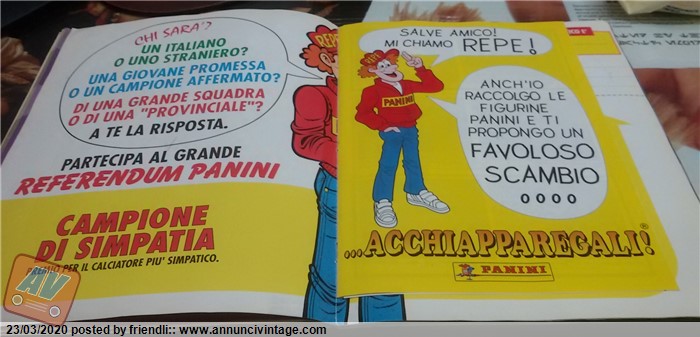 CHI SARA'?
UN ITALIANO
O UNO STRANIERO?
UNA GIOVANE PROMESSA
O UN CAMPIONE AFFERMATO?
DI UNA GRANDE SQUADRA
O DI UNA "PROVINCIALE"?
A TE LA RISPOSTA.
PARTECIPA AL GRANDE
REFERENDUM PANINI
CAMPIONE
DI SIMPATIA
PREMIO PER IL CALCIATORE PIU' SIMPATICO.
REPE
SALVE AMICO!
MI CHIAMO REPE!
PANINI
ANCH'IO
RACCOLGO LE
FIGURINE
PANINI E TI
PROPONGO UN
FAVOLOSO
SCAMBIO
oooo
...ACCHIAPPAREGALI!®
PANINI
AV
23/03/2020 posted by friendli:: www.annuncivintage.com